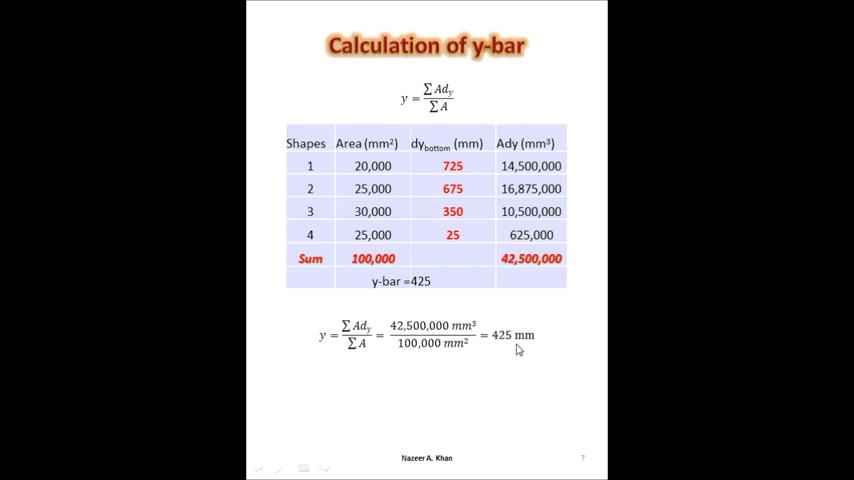 Calculation of y-bar
y = ∑ Ad_y / ∑ A
Shapes Area (mm²) dy_bottom (mm) Ady (mm³)
1 20,000 725 14,500,000
2 25,000 675 16,875,000
3 30,000 350 10,500,000
4 25,000 25 625,000
Sum 100,000 42,500,000
y-bar =425
y = ∑ Ad_y / ∑ A = 42,500,000 mm³ / 100,000 mm² = 425 mm
Nazeer A. Khan 7